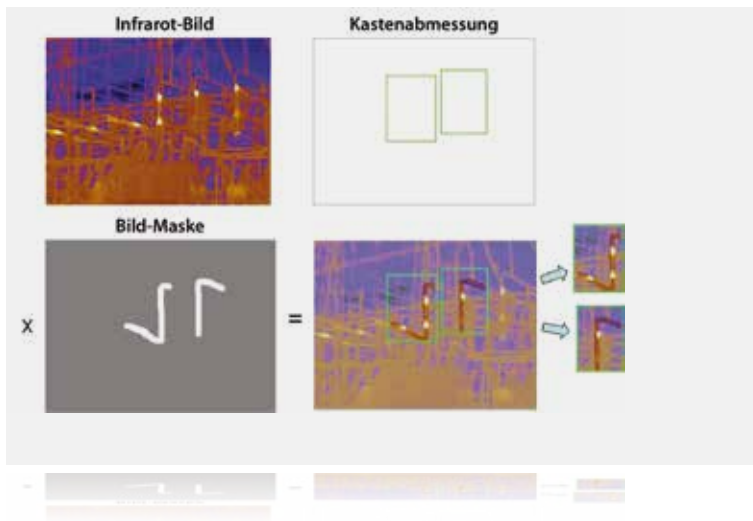 Infrarot-Bild
Kastenabmessung
Bild-Maske
X
=